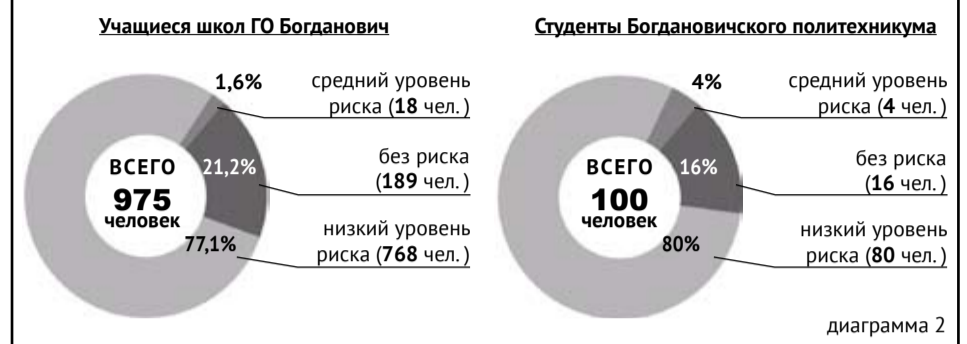 Учащиеся школ ГО Богданович
1,6%
средний уровень
риска (18 чел.)
ВСЕГО
975
человек
21,2%
без риска
(189 чел.)
77,1%
низкий уровень
риска (768 чел.)
Студенты Богдановичского политехникума
4%
средний уровень
риска (4 чел.)
ВСЕГО
100
человек
16%
без риска
(16 чел.)
80%
низкий уровень
риска (80 чел.)
диаграмма 2